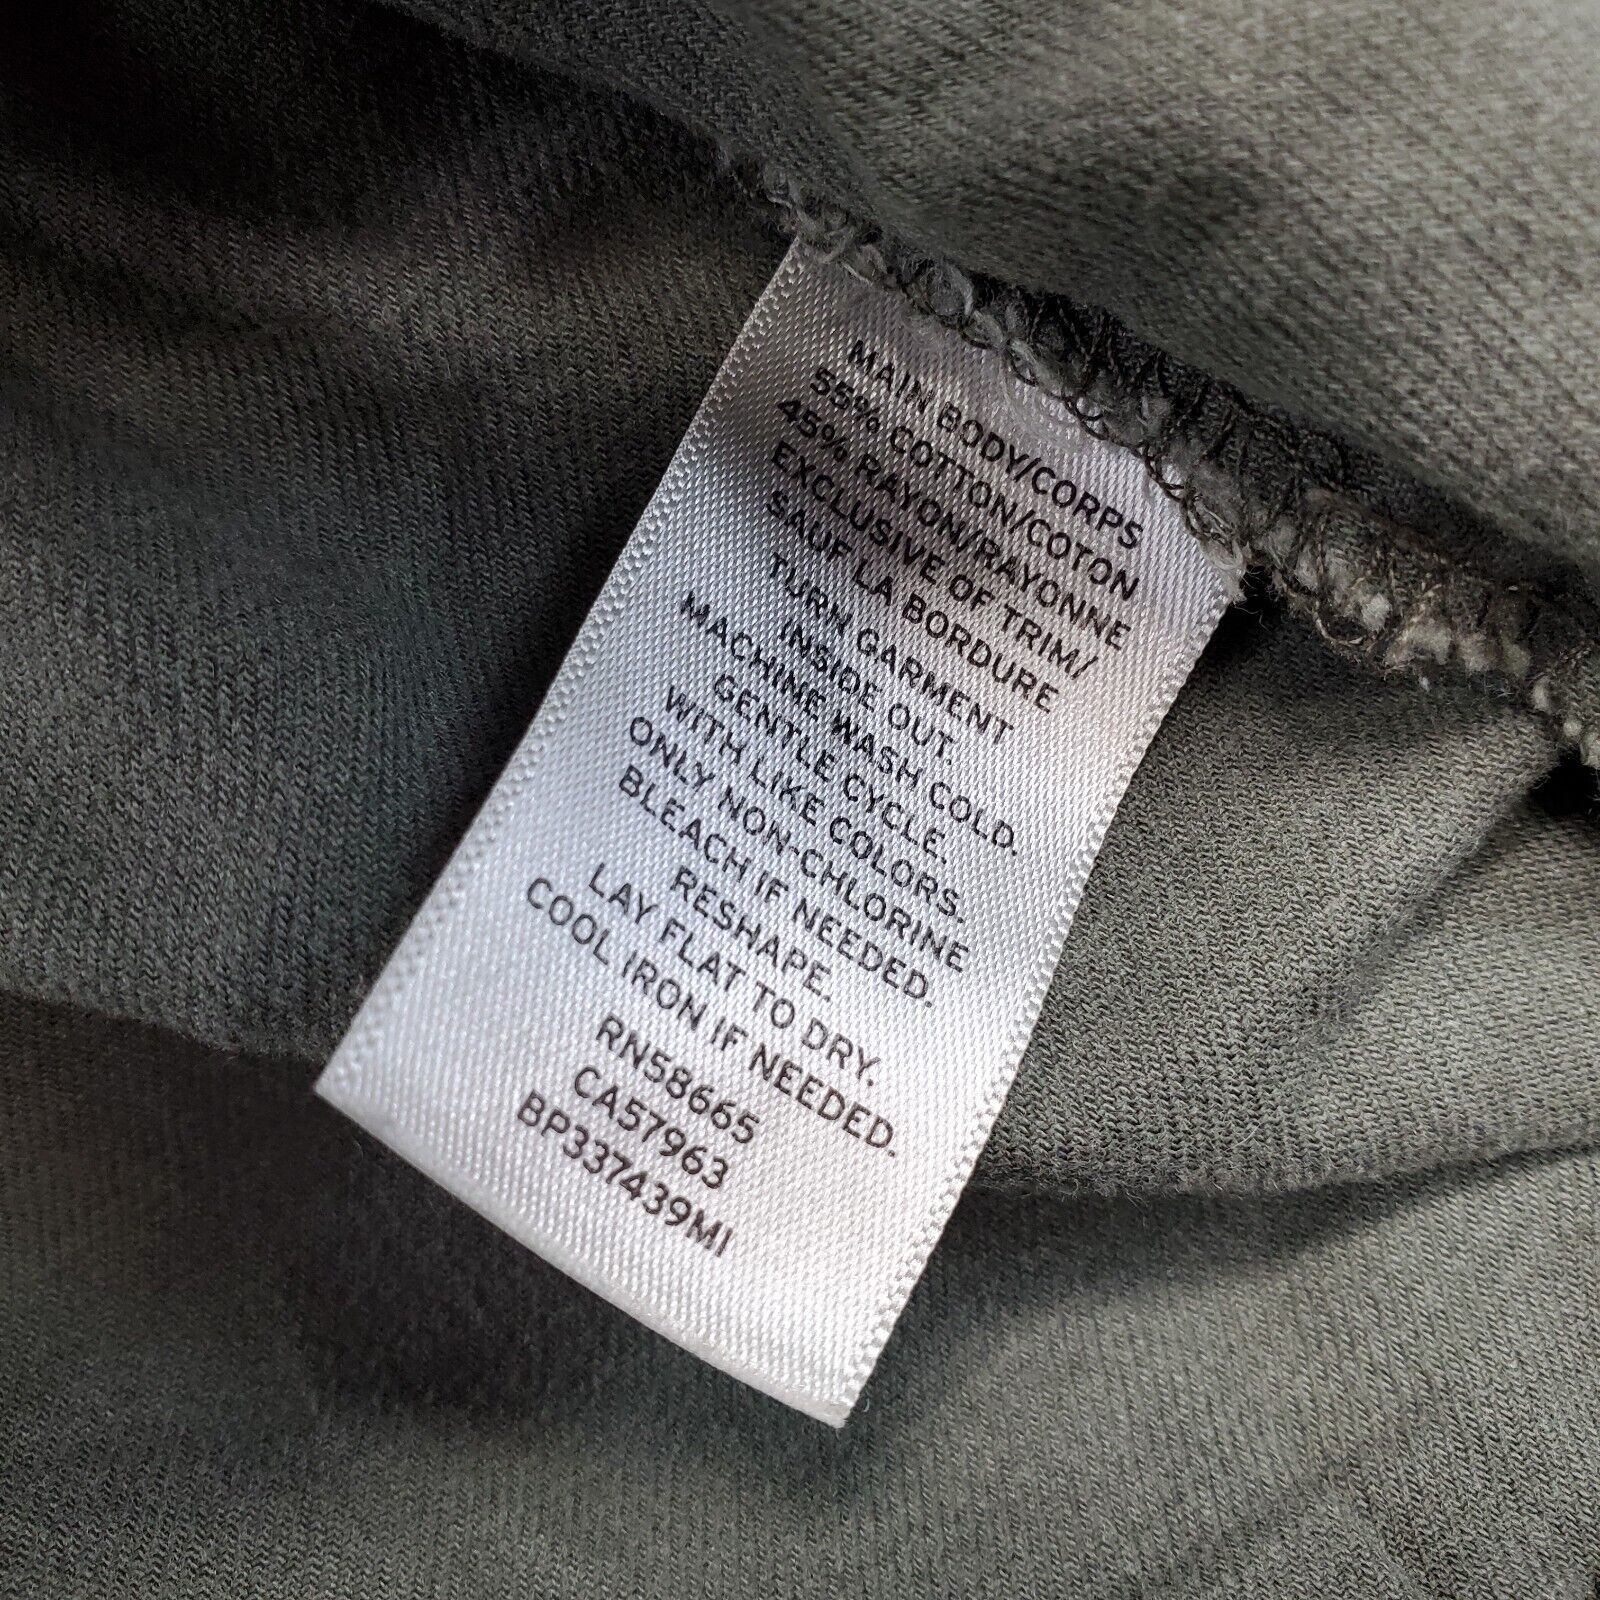 MAIN BODY/CORPS
55% COTTON/COTON
45% RAYON/RAYONNE
EXCLUSIVE OF TRIM/
SAUF LA BORDURE
TURN GARMENT
INSIDE OUT.
MACHINE WASH COLD.
GENTLE CYCLE.
WITH LIKE COLORS.
ONLY NON-CHLORINE
BLEACH IF NEEDED.
RESHAPE.
LAY FLAT TO DRY.
COOL IRON IF NEEDED.
RN58665
CA57963
BP337439MI